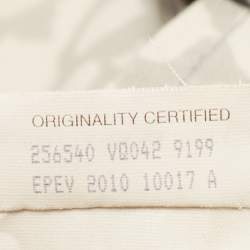 ORIGINALITY CERTIFIED
256540 VQ042 9199
EPEV 2010 10017 A